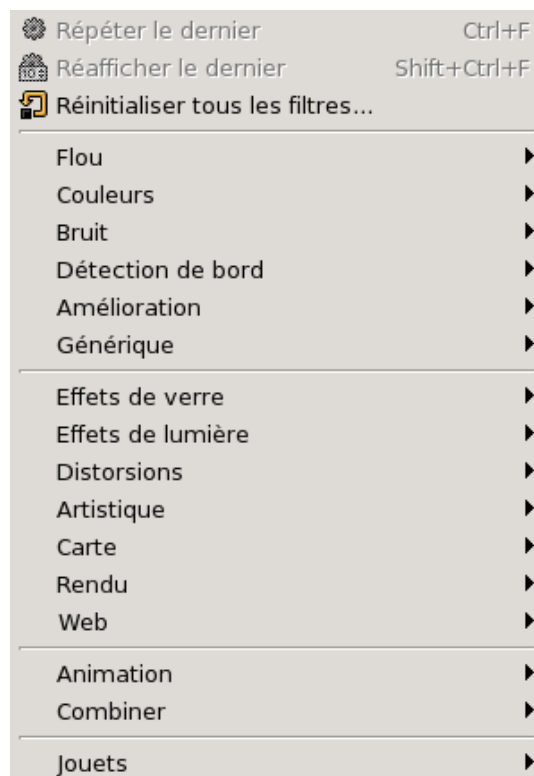 Répéter le dernier Ctrl+F
Réafficher le dernier Shift+Ctrl+F
Réinitialiser tous les filtres...
Flou
Couleurs
Bruit
Détection de bord
Amélioration
Générique
Effets de verre
Effets de lumière
Distorsions
Artistique
Carte
Rendu
Web
Animation
Combiner
Jouets